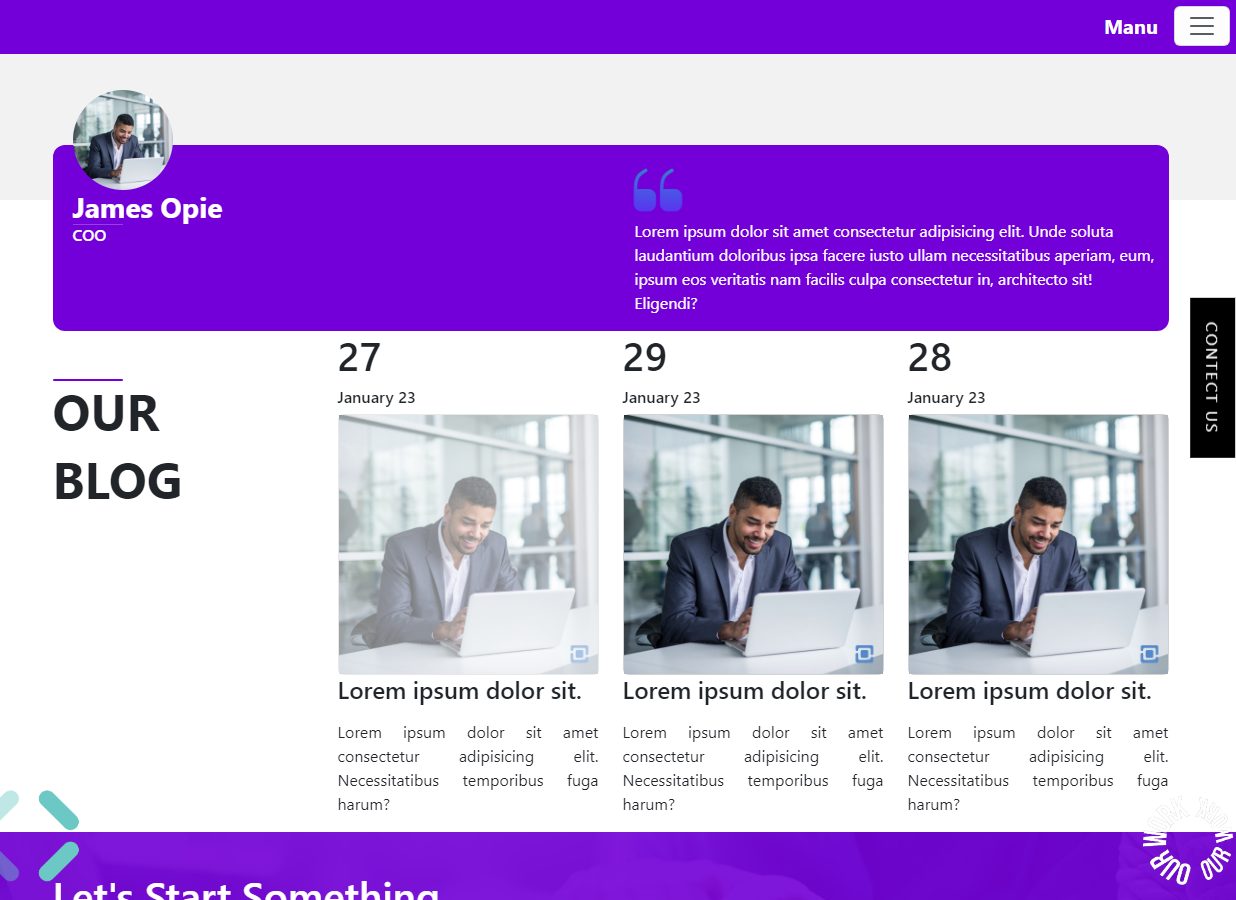 Manu
James Opie
COO
Lorem ipsum dolor sit amet consectetur adipisicing elit. Unde soluta
laudantium doloribus ipsa facere iusto ullam necessitatibus aperiam, eum,
ipsum eos veritatis nam facilis culpa consectetur in, architecto sit!
Eligendi?
CONTECT US
OUR
BLOG
27
January 23
Lorem ipsum dolor sit.
Lorem ipsum dolor sit amet
consectetur adipisicing elit.
Necessitatibus temporibus fuga
harum?
29
January 23
Lorem ipsum dolor sit.
Lorem ipsum dolor sit amet
consectetur adipisicing elit.
Necessitatibus temporibus fuga
harum?
28
January 23
Lorem ipsum dolor sit.
Lorem ipsum dolor sit amet
consectetur adipisicing elit.
Necessitatibus temporibus fuga
harum?
OUR WORK OUR WORK
Let's Start Something